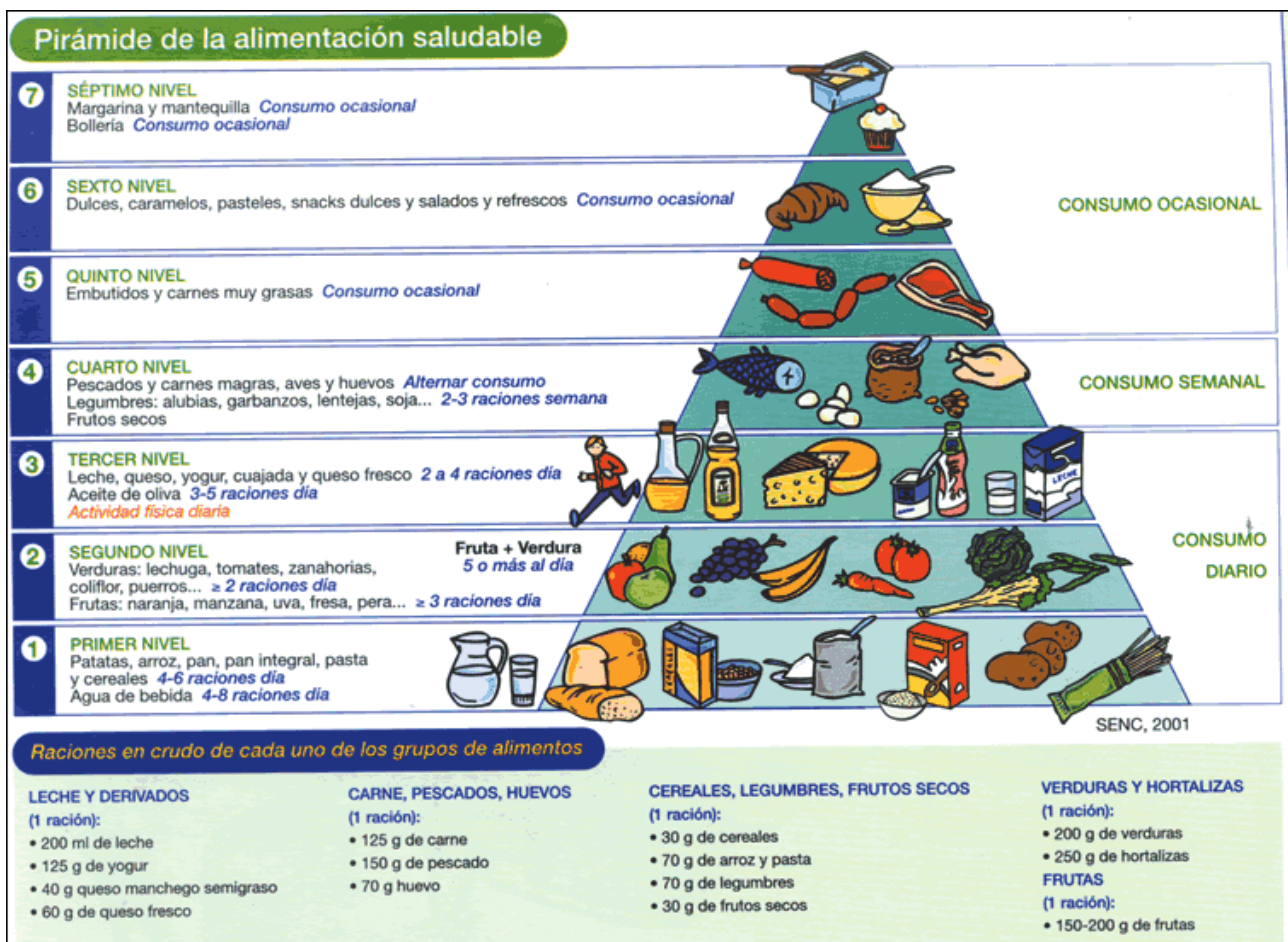 Pirámide de la alimentación saludable
7
SÉPTIMO NIVEL
Margarina y mantequilla Consumo ocasional
Bollería Consumo ocasional
6
SEXTO NIVEL
Dulces, caramelos, pasteles, snacks dulces y salados y refrescos Consumo ocasional
CONSUMO OCASIONAL
5
QUINTO NIVEL
Embutidos y carnes muy grasas Consumo ocasional
4
CUARTO NIVEL
Pescados y carnes magras, aves y huevos Alternar consumo
Legumbres: alubias, garbanzos, lentejas, soja... 2-3 raciones semana
Frutos secos
CONSUMO SEMANAL
3
TERCER NIVEL
Leche, queso, yogur, cuajada y queso fresco 2 a 4 raciones día
Aceite de oliva 3-5 raciones día
Actividad física diaria
LECHE
2
SEGUNDO NIVEL
Verduras: lechuga, tomates, zanahorias,
coliflor, puerros... ≥ 2 raciones día
Frutas: naranja, manzana, uva, fresa, pera... ≥ 3 raciones día
Fruta + Verdura
5 o más al día
CONSUMO
DIARIO
1
PRIMER NIVEL
Patatas, arroz, pan, pan integral, pasta
y cereales 4-6 raciones día
Agua de bebida 4-8 raciones día
CEREALES
SENC, 2001
Raciones en crudo de cada uno de los grupos de alimentos
LECHE Y DERIVADOS
(1 ración):
• 200 ml de leche
• 125 g de yogur
• 40 g queso manchego semigraso
• 60 g de queso fresco
CARNE, PESCADOS, HUEVOS
(1 ración):
• 125 g de carne
• 150 g de pescado
• 70 g huevo
CEREALES, LEGUMBRES, FRUTOS SECOS
(1 ración):
• 30 g de cereales
• 70 g de arroz y pasta
• 70 g de legumbres
• 30 g de frutos secos
VERDURAS Y HORTALIZAS
(1 ración):
• 200 g de verduras
• 250 g de hortalizas
FRUTAS
(1 ración):
• 150-200 g de frutas